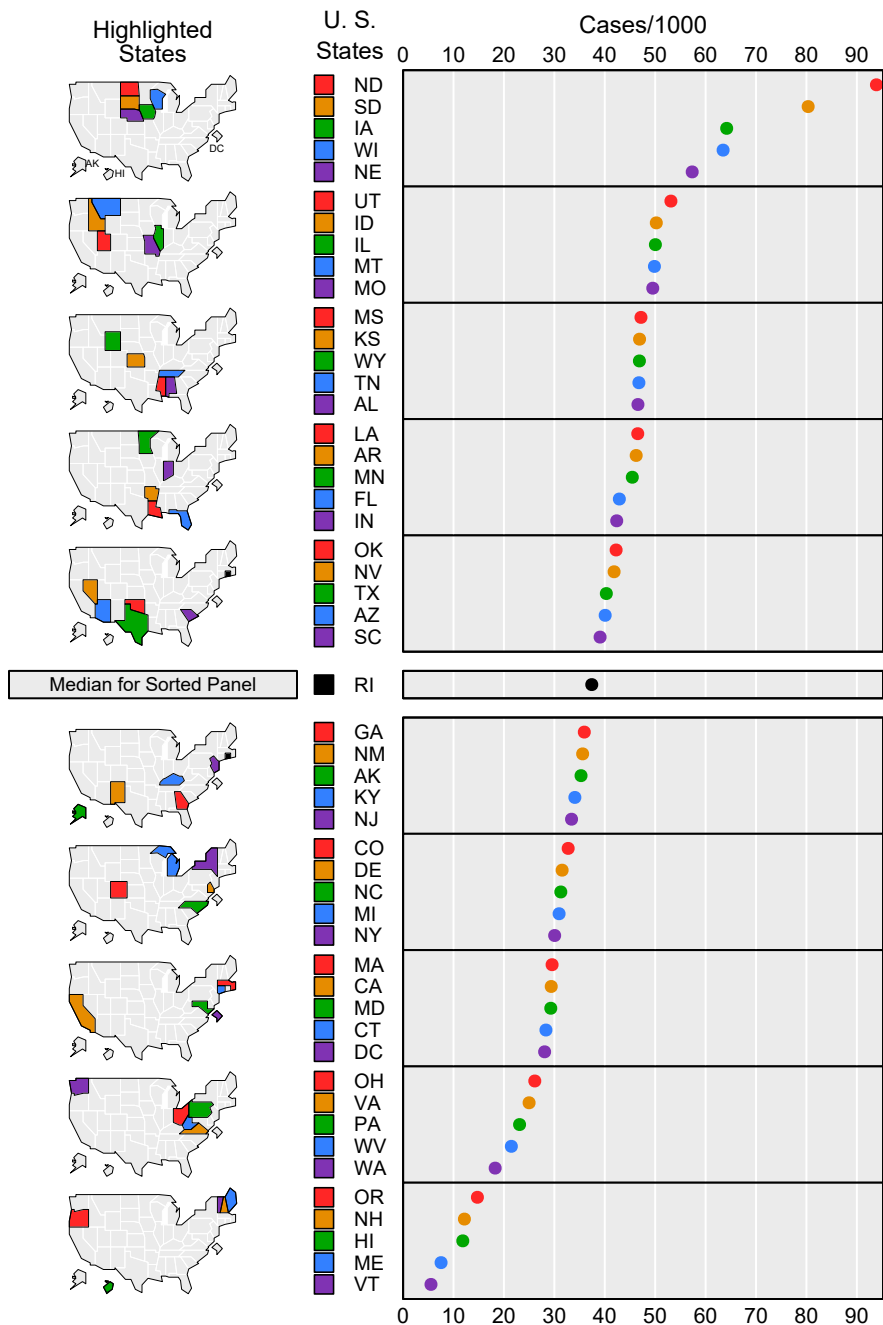 Highlighted
States
U. S.
States
Cases/1000
0 10 20 30 40 50 60 70 80 90
AK
HI
DC
ND
SD
IA
WI
NE
UT
ID
IL
MT
MO
MS
KS
WY
TN
AL
LA
AR
MN
FL
IN
OK
NV
TX
AZ
SC
Median for Sorted Panel
RI
GA
NM
AK
KY
NJ
CO
DE
NC
MI
NY
MA
CA
MD
CT
DC
OH
VA
PA
WV
WA
OR
NH
HI
ME
VT
0 10 20 30 40 50 60 70 80 90